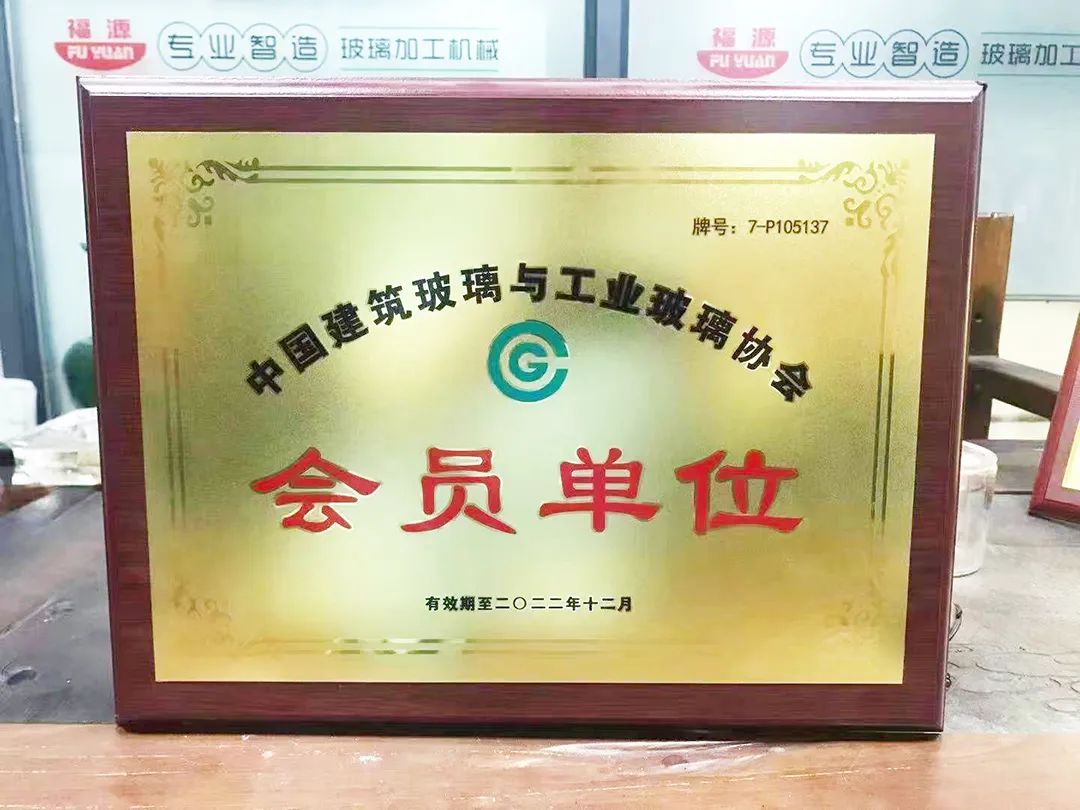 福源
FU YUAN
专业智造 玻璃加工机械
福源
FU YUAN
专业智造 玻璃加工
牌号：7-P105137
中国建筑玻璃与工业玻璃协会
CG
会员单位
有效期至二〇二二年十二月